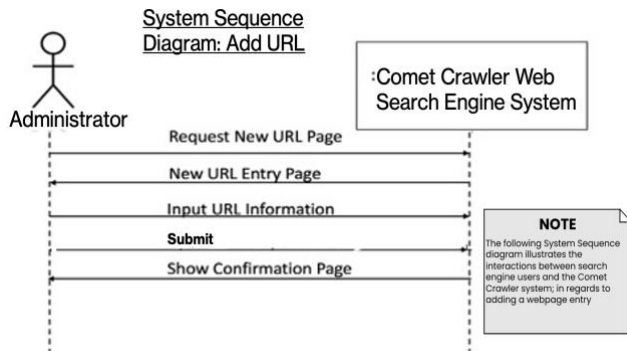 System Sequence
Diagram: Add URL
:Comet Crawler Web
Search Engine System
Administrator
Request New URL Page
New URL Entry Page
Input URL Information
Submit
Show Confirmation Page
NOTE
The following System Sequence
diagram illustrates the
interactions between search
engine users and the Comet
Crawler system; in regards to
adding a webpage entry